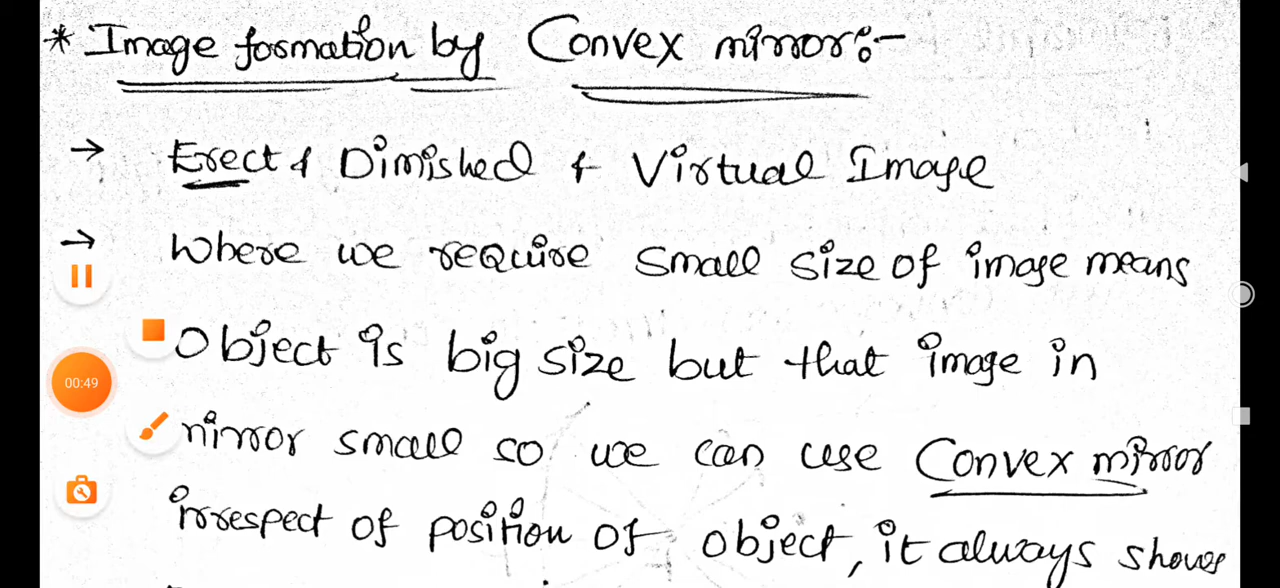 * Image formation by Convex mirror:-
→ Erect & Dimished & Virtual Image
→ Where we require small size of image means
Object is big size but that image in
mirror small so we can use Convex mirror
irrespect of position of object, it always shows
00:49